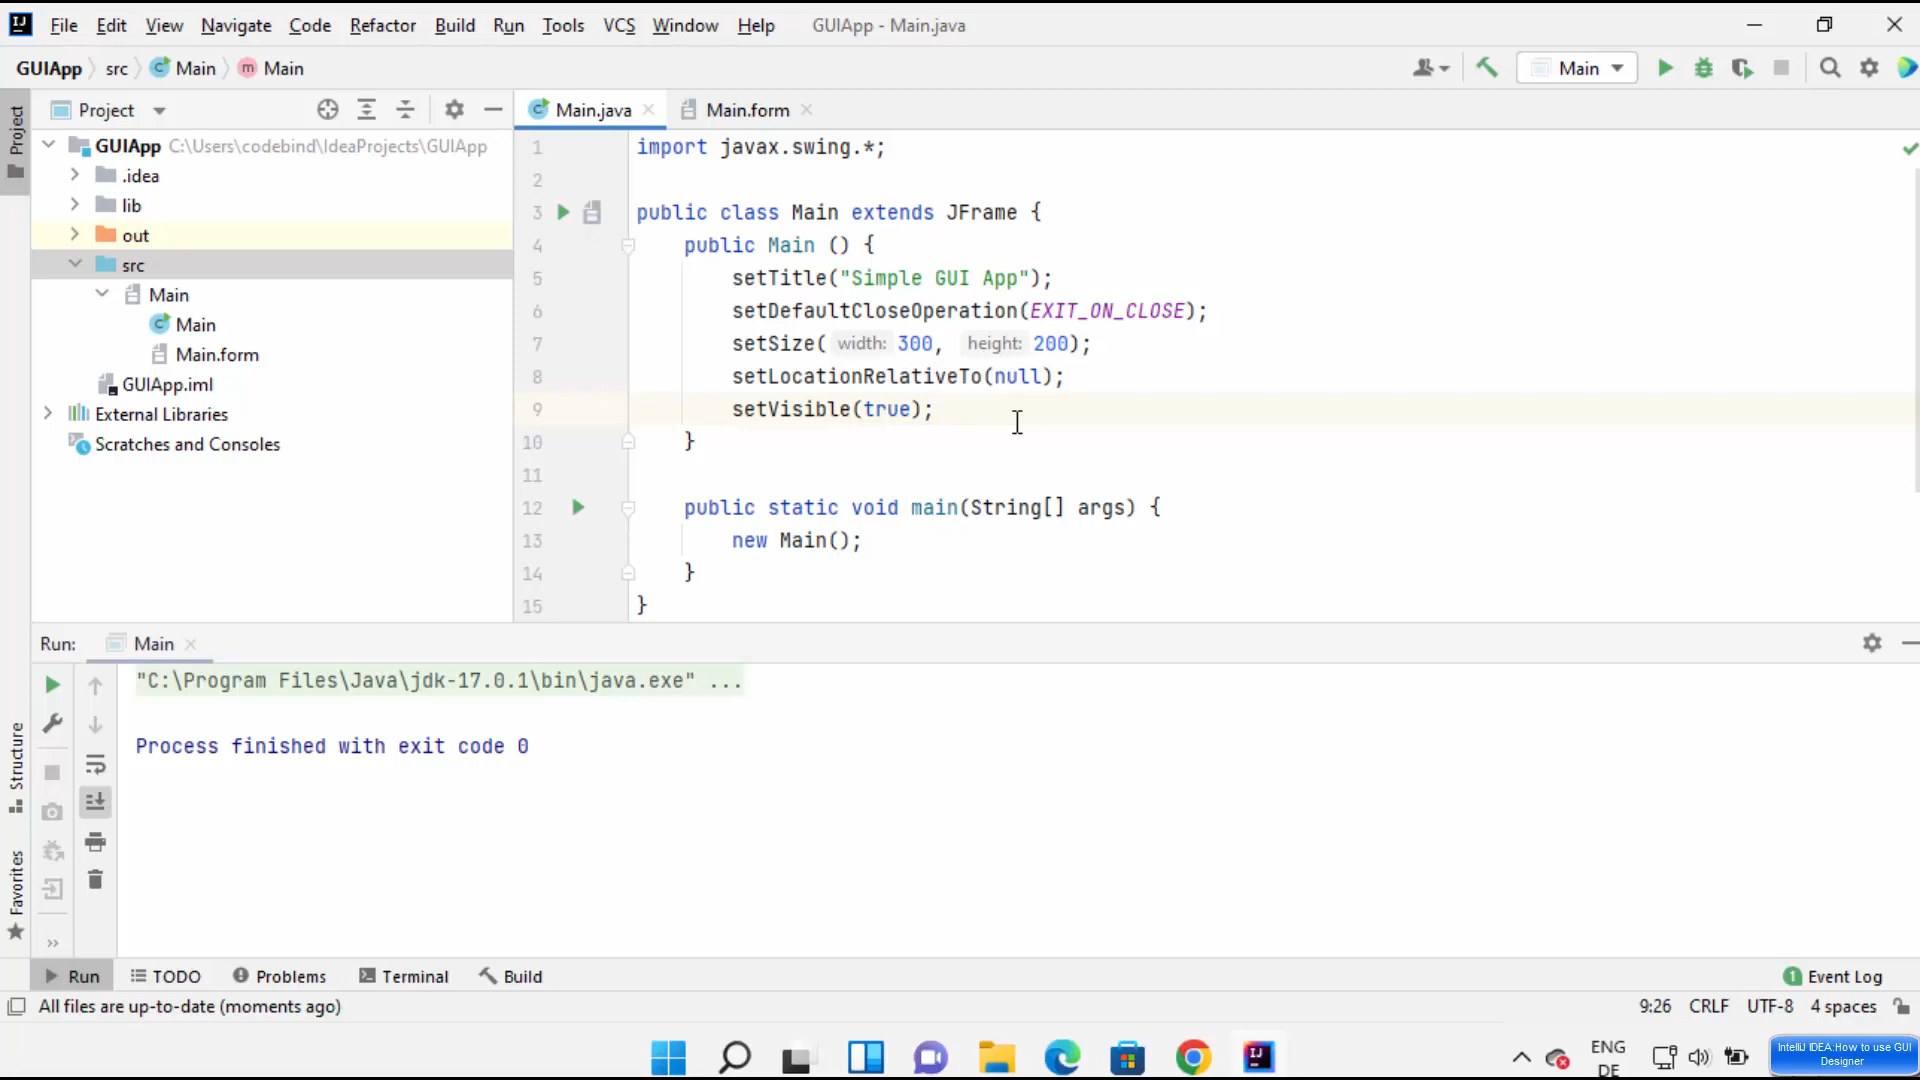 File Edit View Navigate Code Refactor Build Run Tools VCS Window Help GUIApp - Main.java
GUIApp src Main m Main
Main
Project
Project
Main.java
Main.form
GUIApp C:\Users\codebind\IdeaProjects\GUIApp
.idea
lib
out
src
Main
Main
Main.form
GUIApp.iml
External Libraries
Scratches and Consoles
1 import javax.swing.*;
2
3 public class Main extends JFrame {
4 public Main () {
5 setTitle("Simple GUI App");
6 setDefaultCloseOperation(EXIT_ON_CLOSE);
7 setSize( width: 300, height: 200);
8 setLocationRelativeTo(null);
9 setVisible(true);
10 }
11
12 public static void main(String[] args) {
13 new Main();
14 }
15 }
Run: Main
"C:\Program Files\Java\jdk-17.0.1\bin\java.exe" ...
Process finished with exit code 0
Structure
Favorites
Run TODO Problems Terminal Build
1 Event Log
All files are up-to-date (moments ago)
9:26 CRLF UTF-8 4 spaces
ENG
DE
IntelliJ IDEA:How to use GUI
Designer